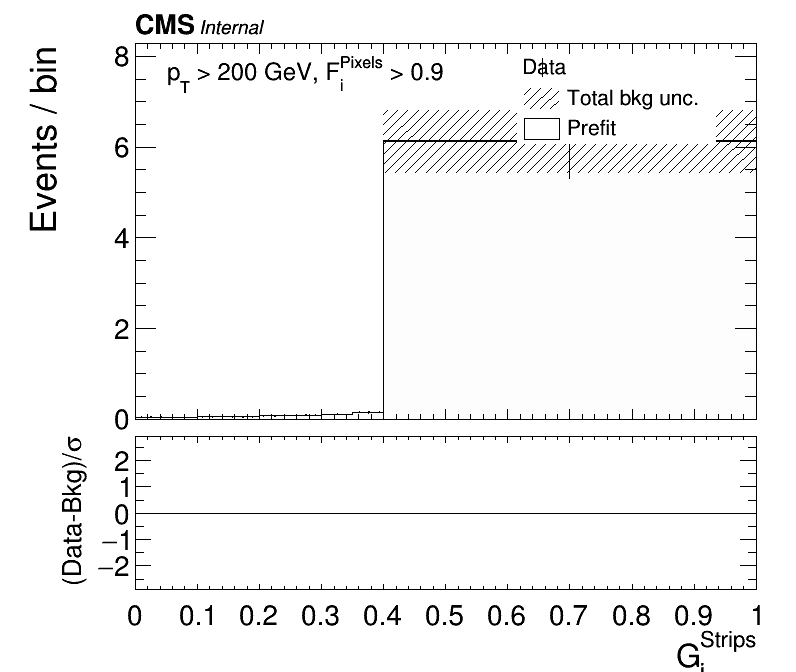 CMS Internal
Events / bin
8
6
4
2
0
p_T > 200 GeV, F_i^Pixels > 0.9
Data
Total bkg unc.
Prefit
(Data-Bkg)/σ
2
1
0
−1
−2
0 0.1 0.2 0.3 0.4 0.5 0.6 0.7 0.8 0.9 1
G_i^Strips